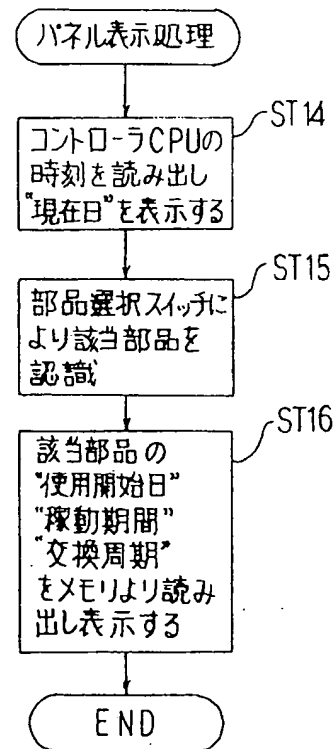 パネル表示処理
ST14
コントローラCPUの
時刻を読み出し
"現在日"を表示する
ST15
部品選択スイッチに
より該当部品を
認識
ST16
該当部品の
"使用開始日"
"稼動期間"
"交換周期"
をメモリより読み
出し表示する
END